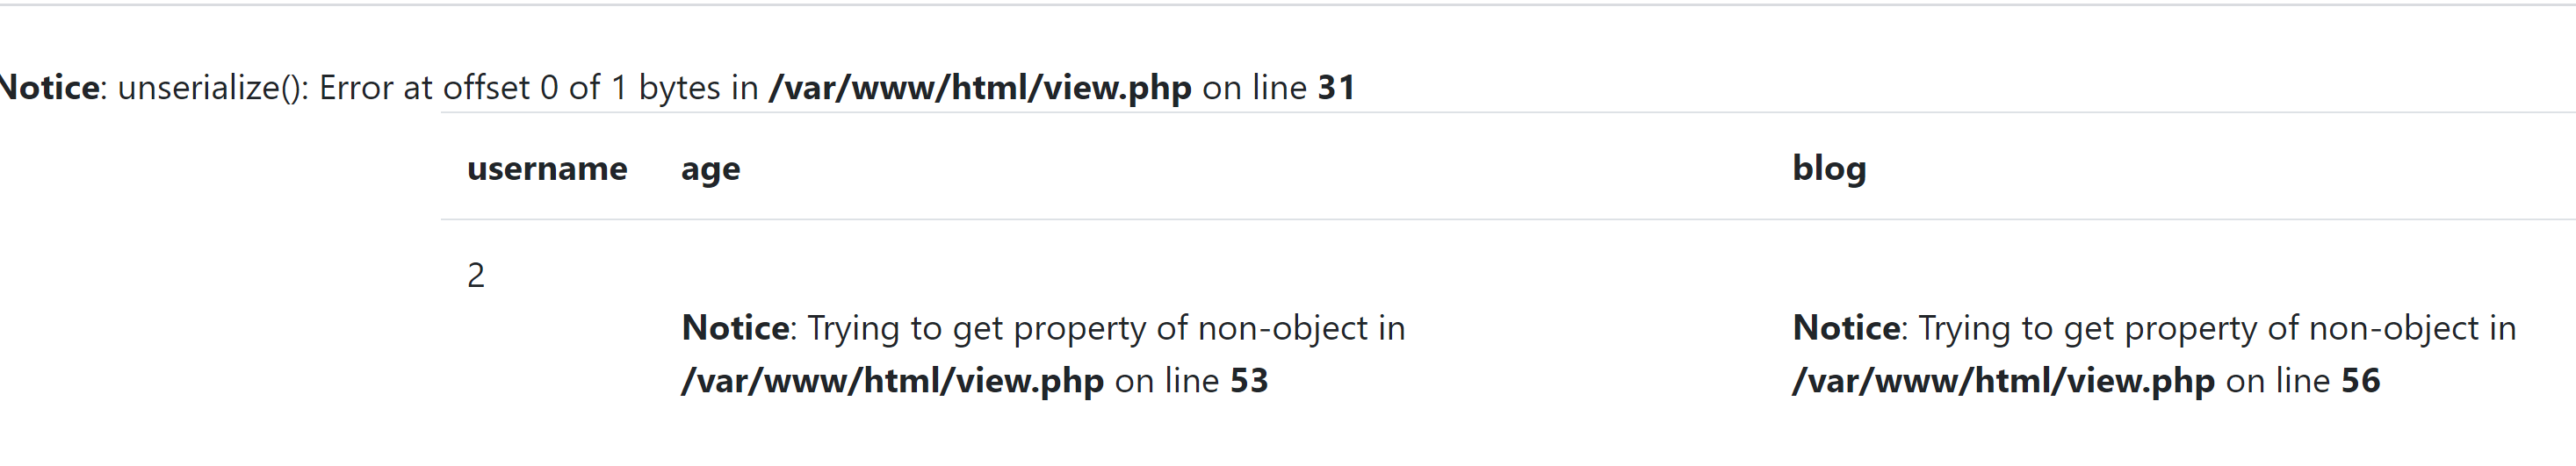 Notice: unserialize(): Error at offset 0 of 1 bytes in /var/www/html/view.php on line 31
username age blog
2
Notice: Trying to get property of non-object in
/var/www/html/view.php on line 53
Notice: Trying to get property of non-object in
/var/www/html/view.php on line 56